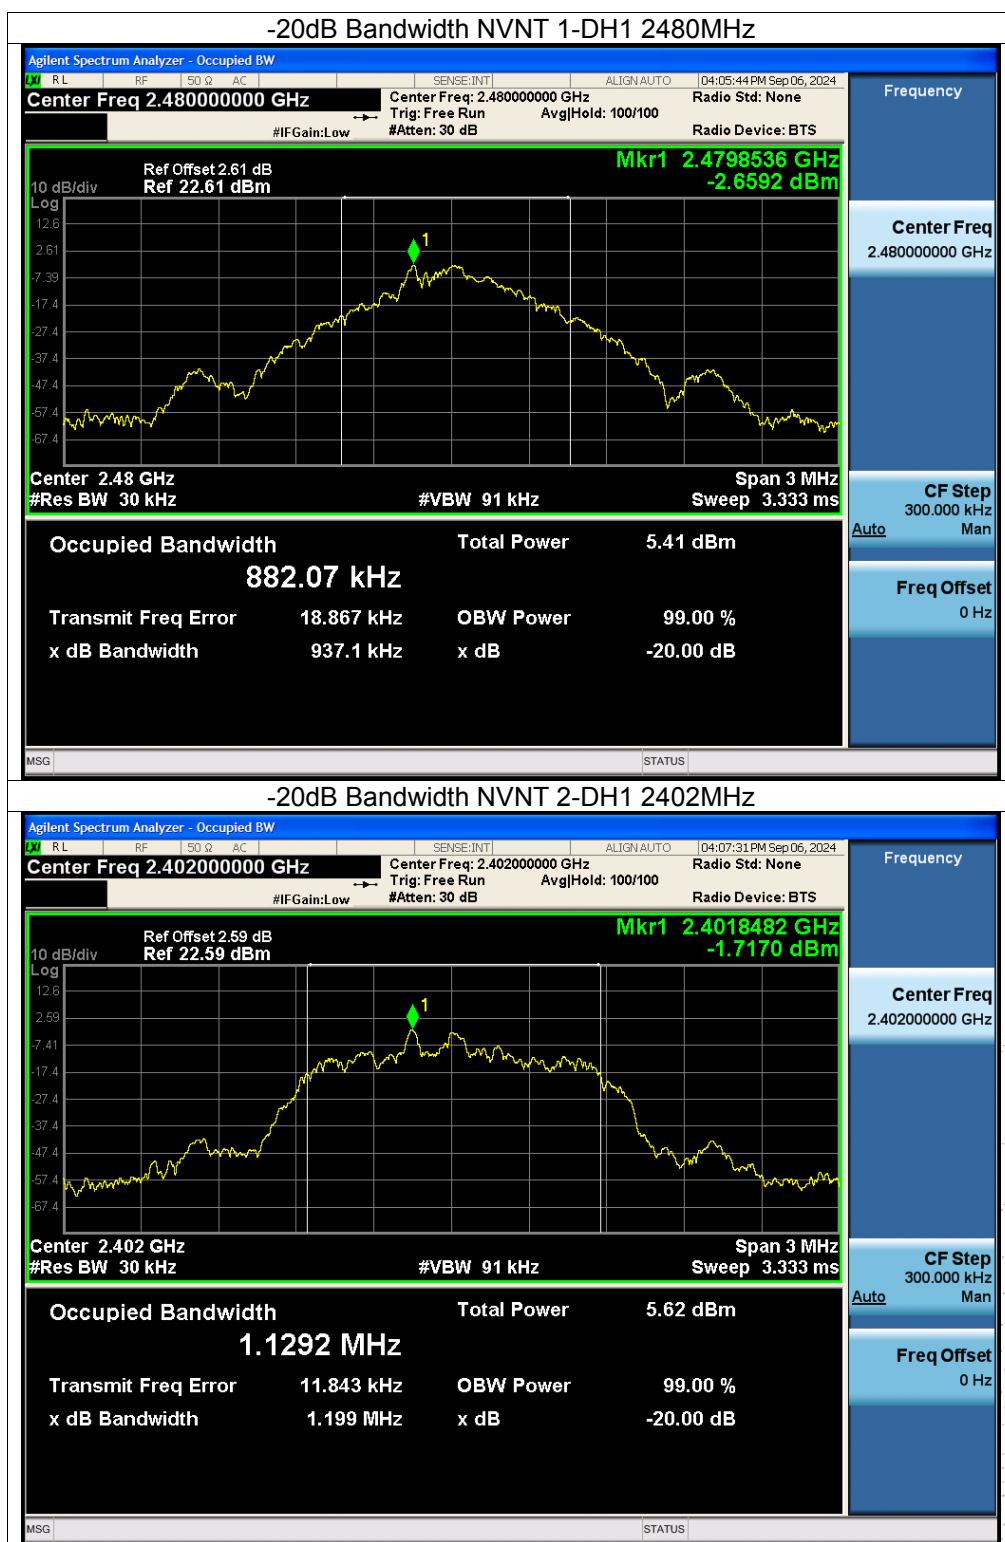 -20dB Bandwidth NVNT 1-DH1 2480MHz
Agilent Spectrum Analyzer - Occupied BW
LXI RL RF 50 Ω AC SENSE:INT ALIGN AUTO 04:05:44 PM Sep 06, 2024
Center Freq 2.480000000 GHz
Center Freq: 2.480000000 GHz
Radio Std: None
Trig: Free Run
Avg|Hold: 100/100
#IFGain:Low
#Atten: 30 dB
Radio Device: BTS
Frequency
Mkr1 2.4798536 GHz
-2.6592 dBm
Ref Offset 2.61 dB
10 dB/div Ref 22.61 dBm
Log
12.6
2.61
-7.39
-17.4
-27.4
-37.4
-47.4
-57.4
-67.4
1
Center 2.48 GHz
Span 3 MHz
#Res BW 30 kHz
#VBW 91 kHz
Sweep 3.333 ms
Center Freq
2.480000000 GHz
CF Step
300.000 kHz
Auto Man
Freq Offset
0 Hz
Occupied Bandwidth
882.07 kHz
Total Power 5.41 dBm
Transmit Freq Error 18.867 kHz
OBW Power 99.00 %
x dB Bandwidth 937.1 kHz
x dB -20.00 dB
MSG STATUS
-20dB Bandwidth NVNT 2-DH1 2402MHz
Agilent Spectrum Analyzer - Occupied BW
LXI RL RF 50 Ω AC SENSE:INT ALIGN AUTO 04:07:31 PM Sep 06, 2024
Center Freq 2.402000000 GHz
Center Freq: 2.402000000 GHz
Radio Std: None
Trig: Free Run
Avg|Hold: 100/100
#IFGain:Low
#Atten: 30 dB
Radio Device: BTS
Frequency
Mkr1 2.4018482 GHz
-1.7170 dBm
Ref Offset 2.59 dB
10 dB/div Ref 22.59 dBm
Log
12.6
2.59
-7.41
-17.4
-27.4
-37.4
-47.4
-57.4
-67.4
1
Center 2.402 GHz
Span 3 MHz
#Res BW 30 kHz
#VBW 91 kHz
Sweep 3.333 ms
Center Freq
2.402000000 GHz
CF Step
300.000 kHz
Auto Man
Freq Offset
0 Hz
Occupied Bandwidth
1.1292 MHz
Total Power 5.62 dBm
Transmit Freq Error 11.843 kHz
OBW Power 99.00 %
x dB Bandwidth 1.199 MHz
x dB -20.00 dB
MSG STATUS